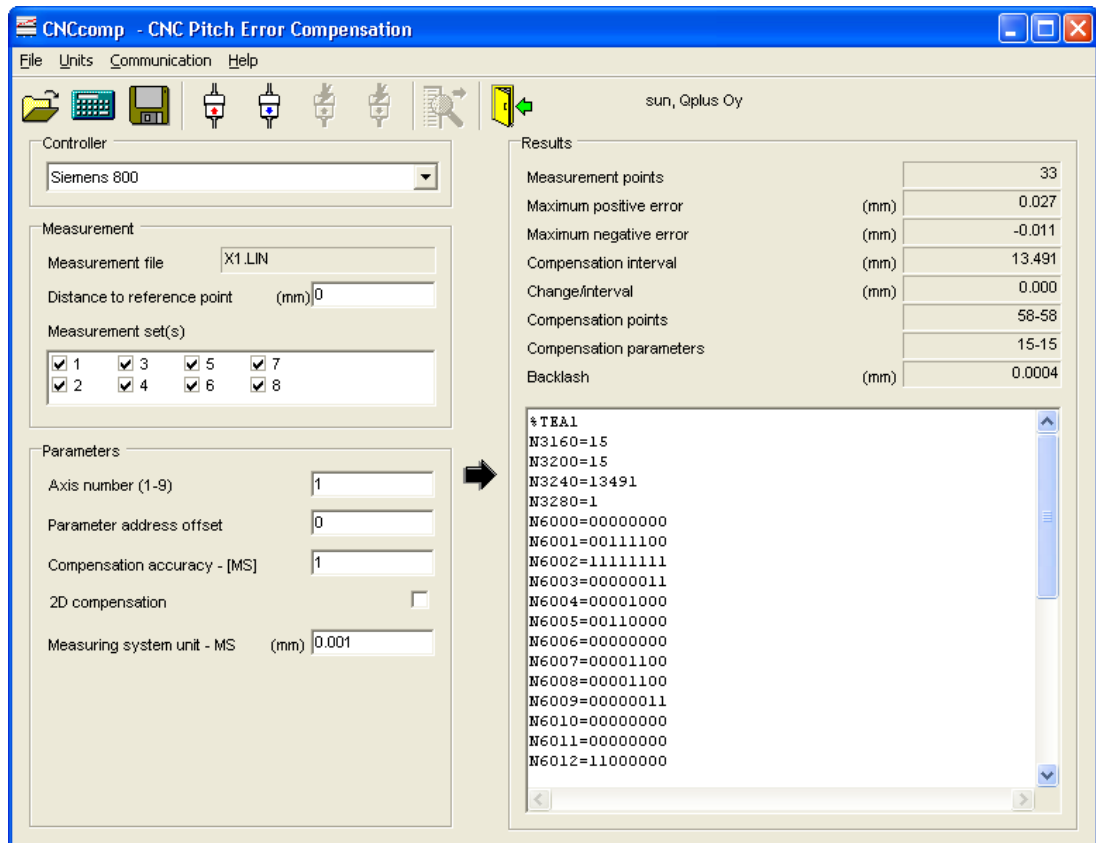 CNCcomp - CNC Pitch Error Compensation
File Units Communication Help
sun, Qplus Oy
Controller
Siemens 800
Measurement
Measurement file X1.LIN
Distance to reference point (mm) 0
Measurement set(s)
1 3 5 7
2 4 6 8
Parameters
Axis number (1-9) 1
Parameter address offset 0
Compensation accuracy - [MS] 1
2D compensation
Measuring system unit - MS (mm) 0.001
Results
Measurement points 33
Maximum positive error (mm) 0.027
Maximum negative error (mm) -0.011
Compensation interval (mm) 13.491
Change/interval (mm) 0.000
Compensation points 58-58
Compensation parameters 15-15
Backlash (mm) 0.0004
%TEA1
N3160=15
N3200=15
N3240=13491
N3280=1
N6000=00000000
N6001=00111100
N6002=11111111
N6003=00000011
N6004=00001000
N6005=00110000
N6006=00000000
N6007=00001100
N6008=00001100
N6009=00000011
N6010=00000000
N6011=00000000
N6012=11000000